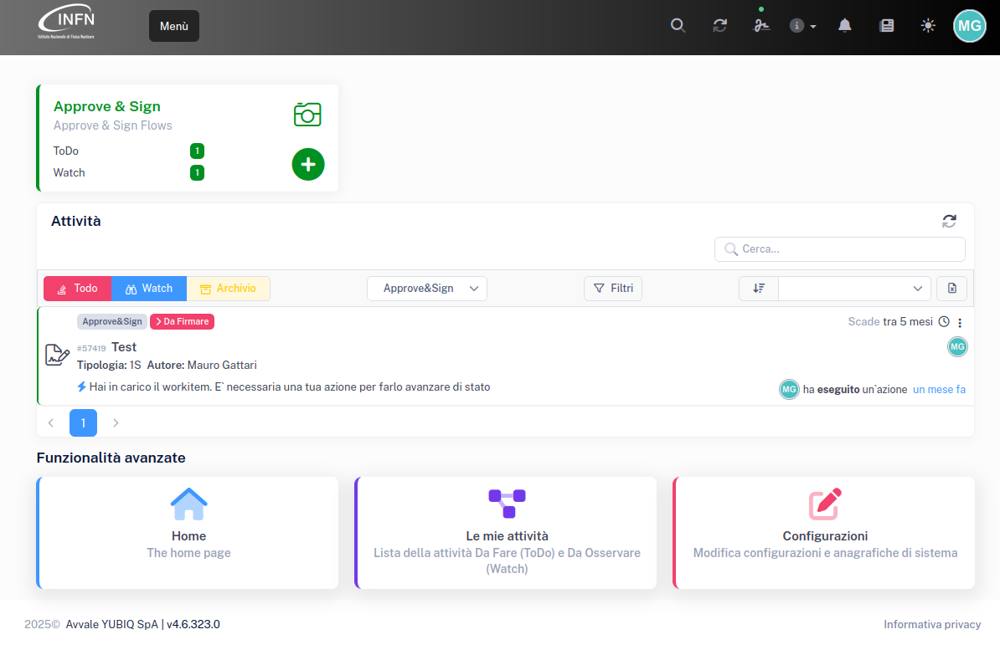 INFN
Istituto Nazionale di Fisica Nucleare
Menù
MG
Approve & Sign
Approve & Sign Flows
ToDo 1
Watch 1
Attività
Cerca...
Todo Watch Archivio Approve&Sign Filtri
Approve&Sign Da Firmare Scade tra 5 mesi
#57419 Test MG
Tipologia: 1S Autore: Mauro Gattari
Hai in carico il workitem. E` necessaria una tua azione per farlo avanzare di stato MG ha eseguito un`azione un mese fa
1
Funzionalità avanzate
Home
The home page
Le mie attività
Lista della attività Da Fare (ToDo) e Da Osservare
(Watch)
Configurazioni
Modifica configurazioni e anagrafiche di sistema
2025© Avvale YUBIQ SpA | v4.6.323.0 Informativa privacy